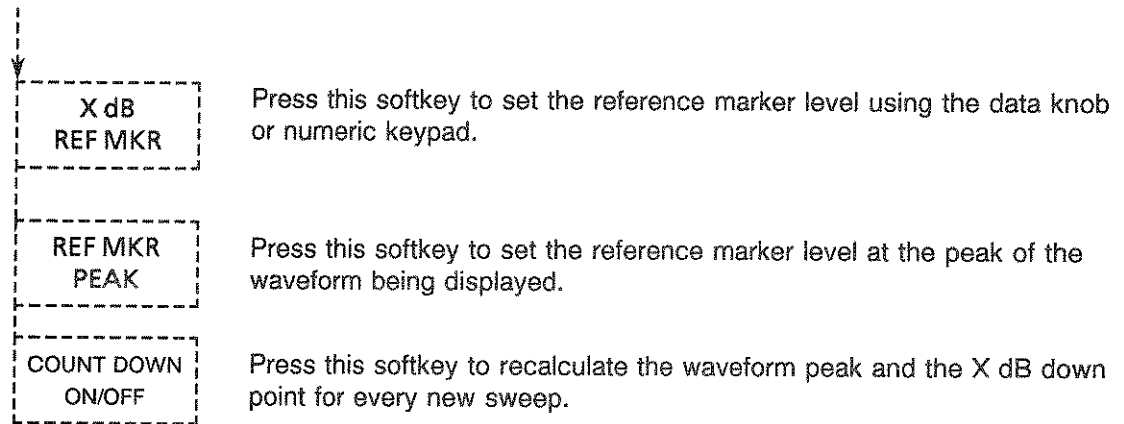 X dB
REF MKR
Press this softkey to set the reference marker level using the data knob
or numeric keypad.
REF MKR
PEAK
Press this softkey to set the reference marker level at the peak of the
waveform being displayed.
COUNT DOWN
ON/OFF
Press this softkey to recalculate the waveform peak and the X dB down
point for every new sweep.